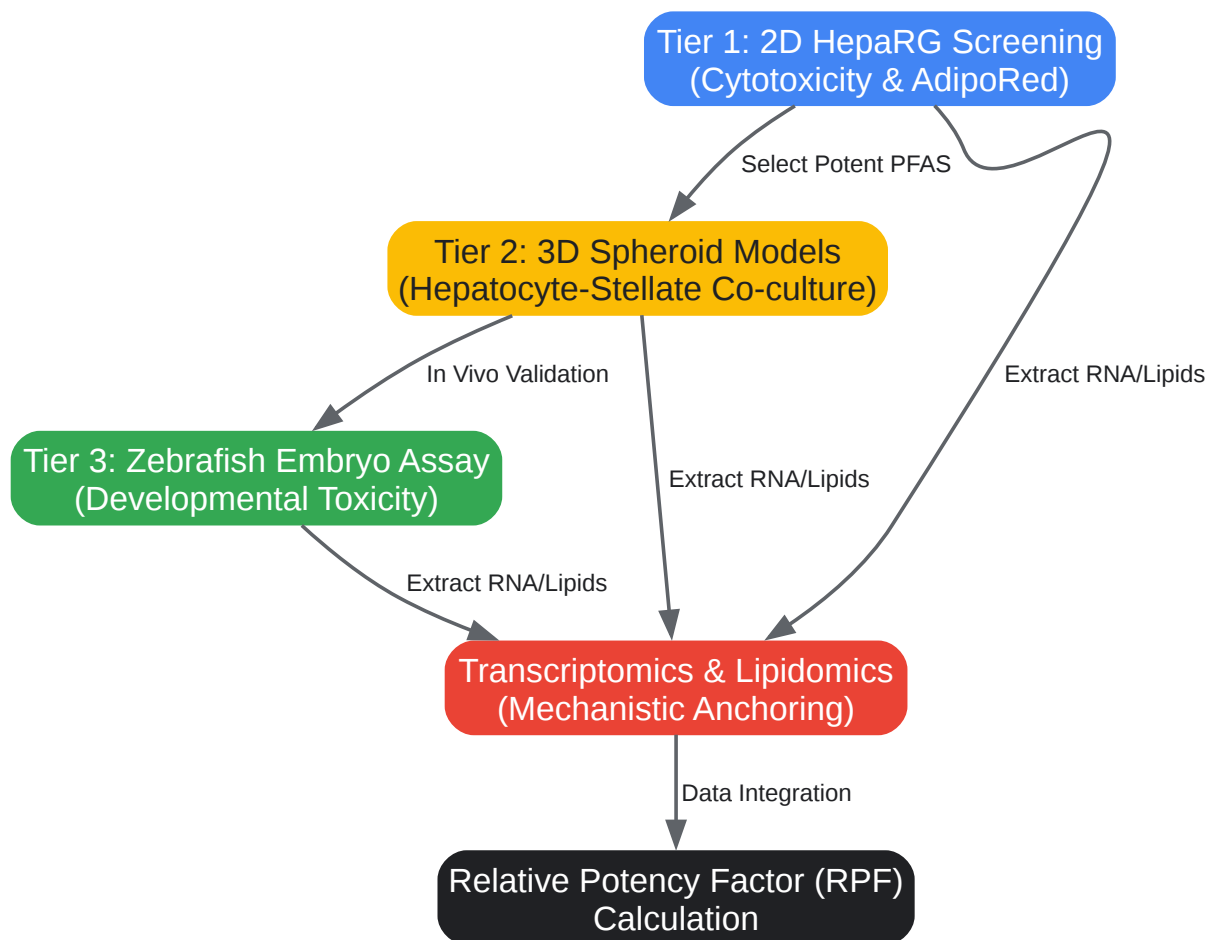 Tier 1: 2D HepaRG Screening
(Cytotoxicity & AdipoRed)
Select Potent PFAS
Tier 2: 3D Spheroid Models
(Hepatocyte-Stellate Co-culture)
In Vivo Validation
Extract RNA/Lipids
Tier 3: Zebrafish Embryo Assay
(Developmental Toxicity)
Extract RNA/Lipids
Extract RNA/Lipids
Transcriptomics & Lipidomics
(Mechanistic Anchoring)
Data Integration
Relative Potency Factor (RPF)
Calculation